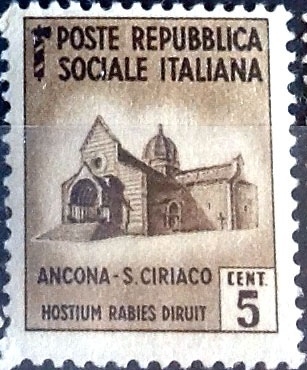 POSTE REPUBBLICA
SOCIALE ITALIANA
ANCONA-S.CIRIACO
HOSTIUM RABIES DIRUIT
CENT.
5